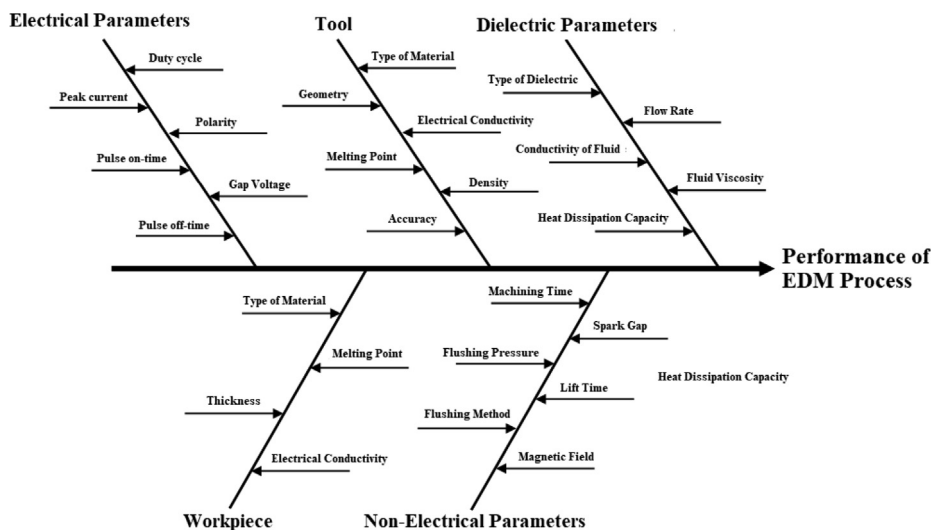 Electrical Parameters
Duty cycle
Peak current
Polarity
Pulse on-time
Gap Voltage
Pulse off-time
Tool
Type of Material
Geometry
Electrical Conductivity
Melting Point
Density
Accuracy
Dielectric Parameters
Type of Dielectric
Flow Rate
Conductivity of Fluid
Fluid Viscosity
Heat Dissipation Capacity
Performance of
EDM Process
Type of Material
Melting Point
Thickness
Electrical Conductivity
Workpiece
Machining Time
Spark Gap
Flushing Pressure
Heat Dissipation Capacity
Lift Time
Flushing Method
Magnetic Field
Non-Electrical Parameters